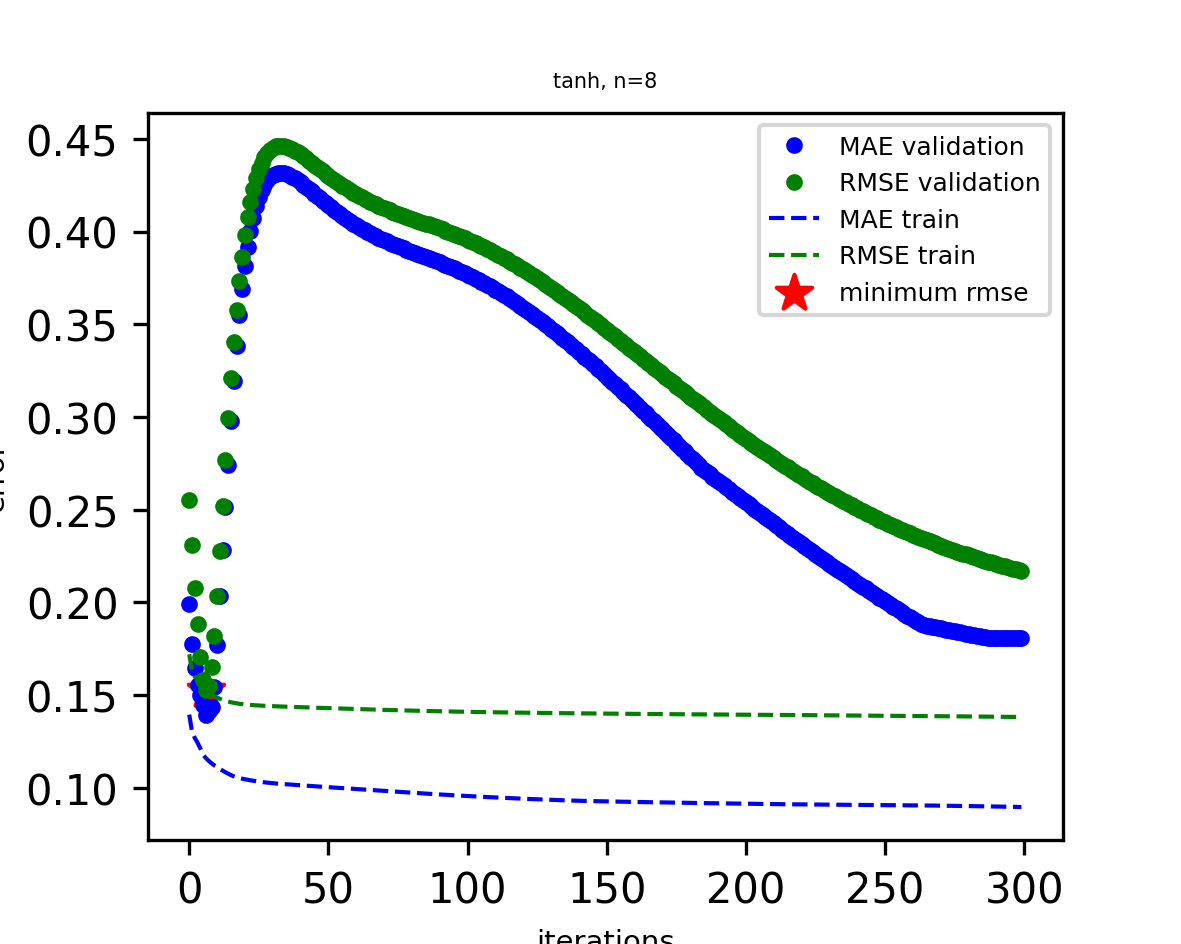 tanh, n=8
0.45
0.40
0.35
0.30
0.25
0.20
0.15
0.10
MAE validation
RMSE validation
MAE train
RMSE train
minimum rmse
0 50 100 150 200 250 300
iterations